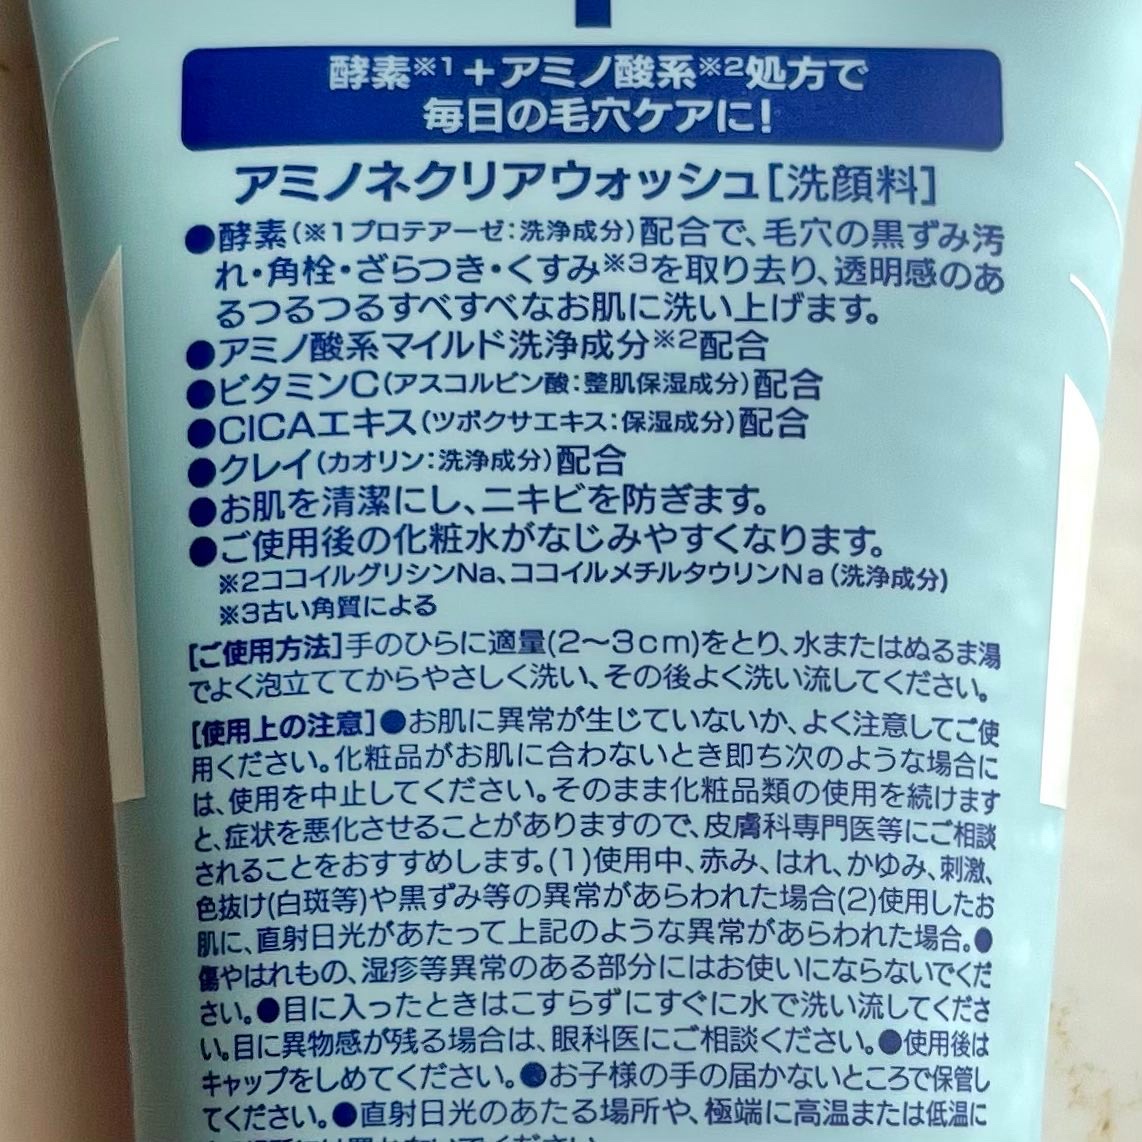 酵素※1＋アミノ酸系※2処方で
毎日の毛穴ケアに!
アミノネクリアウォッシュ[洗顔料]
●酵素(※1プロテアーゼ:洗浄成分)配合で、毛穴の黒ずみ汚
れ・角栓・ざらつき・くすみ※3を取り去り、透明感のあ
るつるつるすべすべなお肌に洗い上げます。
●アミノ酸系マイルド洗浄成分※2配合
●ビタミンC(アスコルビン酸:整肌保湿成分)配合
●CICAエキス(ツボクサエキス:保湿成分)配合
●クレイ(カオリン:洗浄成分)配合
●お肌を清潔にし、ニキビを防ぎます。
●ご使用後の化粧水がなじみやすくなります。
※2ココイルグリシンNa、ココイルメチルタウリンNa(洗浄成分)
※3古い角質による
[ご使用方法]手のひらに適量(2〜3cm)をとり、水またはぬるま湯
でよく泡立ててからやさしく洗い、その後よく洗い流してください。
[使用上の注意]●お肌に異常が生じていないか、よく注意してご使
用ください。化粧品がお肌に合わないとき即ち次のような場合に
は、使用を中止してください。そのまま化粧品類の使用を続けます
と、症状を悪化させることがありますので、皮膚科専門医等にご相談
されることをおすすめします。(1)使用中、赤み、はれ、かゆみ、刺激、
色抜け(白斑等)や黒ずみ等の異常があらわれた場合(2)使用したお
肌に、直射日光があたって上記のような異常があらわれた場合。●
傷やはれもの、湿疹等異常のある部分にはお使いにならないでくだ
さい。●目に入ったときはこすらずにすぐに水で洗い流してくださ
い。目に異物感が残る場合は、眼科医にご相談ください。●使用後は
キャップをしめてください。●お子様の手の届かないところで保管し
てください。●直射日光のあたる場所や、極端に高温または低温に